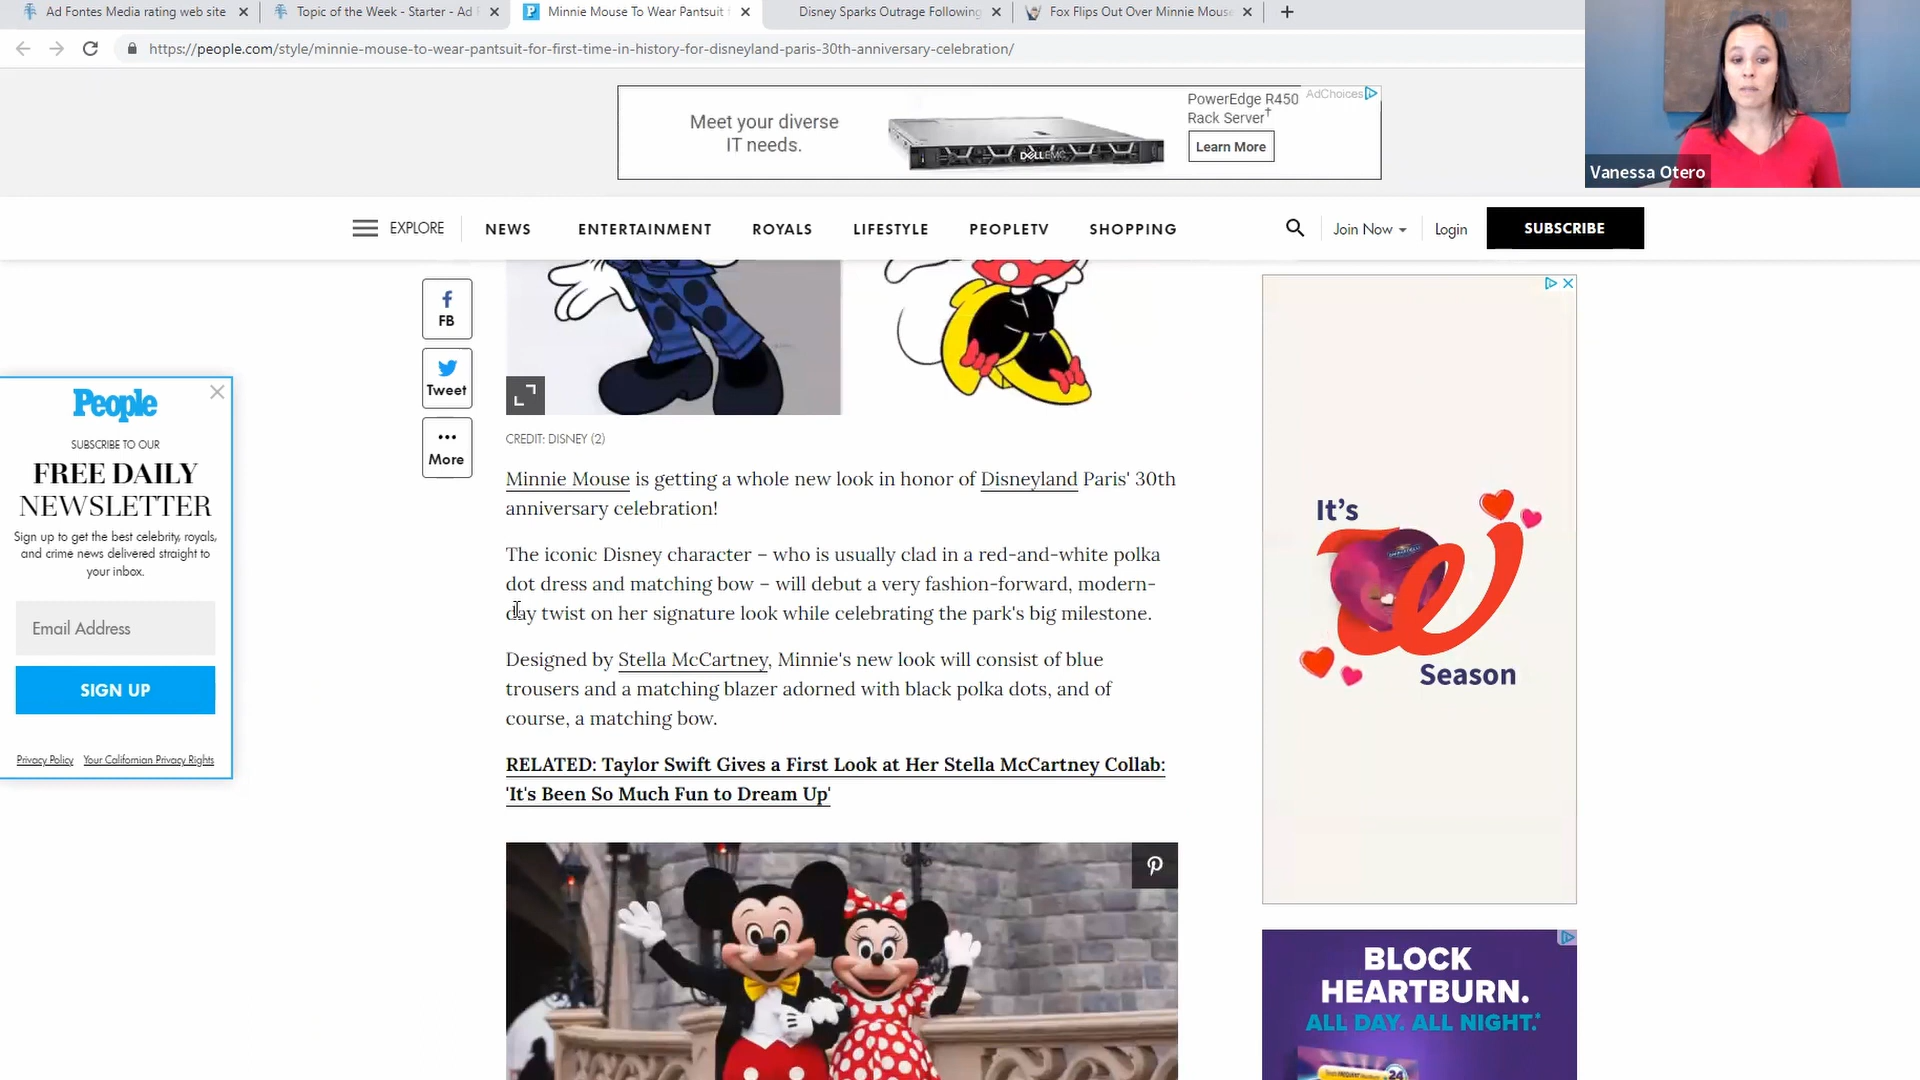 Ad Fontes Media rating web site
Topic of the Week - Starter - Ad F
Minnie Mouse To Wear Pantsuit
Disney Sparks Outrage Following
Fox Flips Out Over Minnie Mouse
https://people.com/style/minnie-mouse-to-wear-pantsuit-for-first-time-in-history-for-disneyland-paris-30th-anniversary-celebration/
Meet your diverse
IT needs.
DELLEMC
PowerEdge R450
Rack Server†
Learn More
AdChoices
Vanessa Otero
EXPLORE
NEWS
ENTERTAINMENT
ROYALS
LIFESTYLE
PEOPLETV
SHOPPING
Join Now
Login
SUBSCRIBE
FB
Tweet
More
People
SUBSCRIBE TO OUR
FREE DAILY
NEWSLETTER
Sign up to get the best celebrity, royals,
and crime news delivered straight to
your inbox.
Email Address
SIGN UP
Privacy Policy
Your Californian Privacy Rights
CREDIT: DISNEY (2)
Minnie Mouse is getting a whole new look in honor of Disneyland Paris' 30th
anniversary celebration!
The iconic Disney character – who is usually clad in a red-and-white polka
dot dress and matching bow – will debut a very fashion-forward, modern-
day twist on her signature look while celebrating the park's big milestone.
Designed by Stella McCartney, Minnie's new look will consist of blue
trousers and a matching blazer adorned with black polka dots, and of
course, a matching bow.
RELATED: Taylor Swift Gives a First Look at Her Stella McCartney Collab:
'It's Been So Much Fun to Dream Up'
It's
Season
BLOCK
HEARTBURN.
ALL DAY. ALL NIGHT.*
24